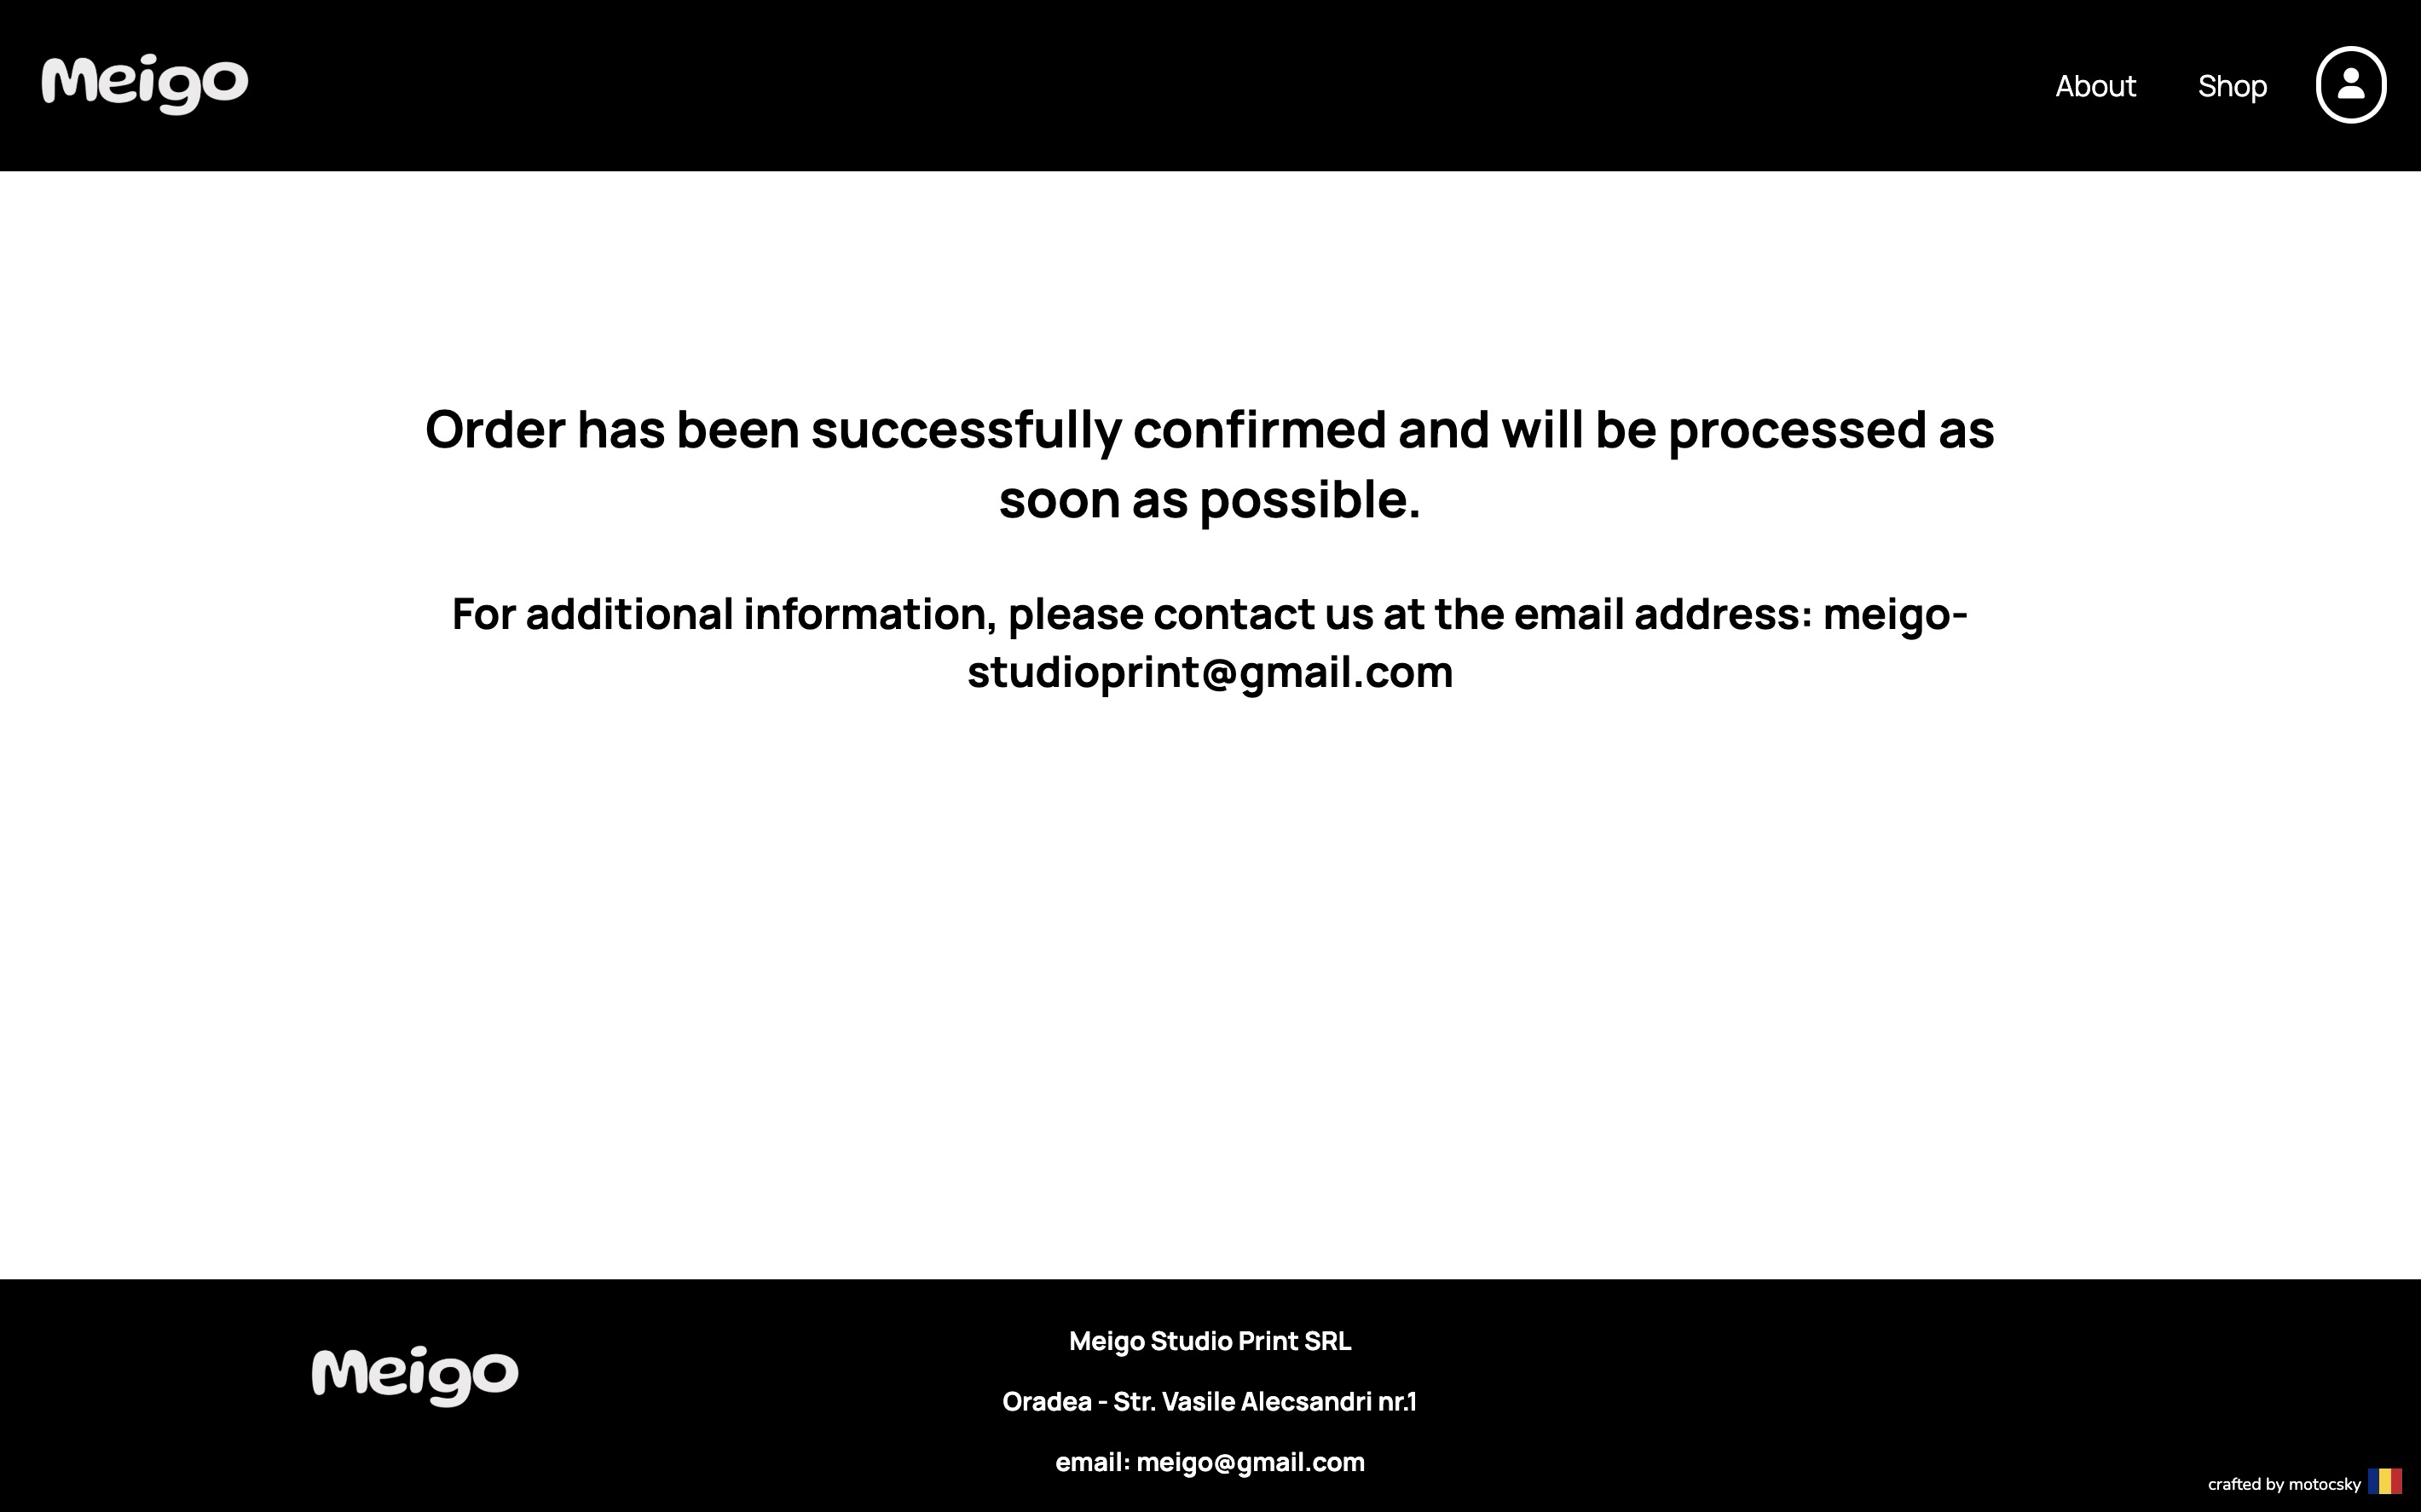 Meigo
About
Shop
Order has been successfully confirmed and will be processed as
soon as possible.
For additional information, please contact us at the email address: meigo-
studioprint@gmail.com
Meigo
Meigo Studio Print SRL
Oradea - Str. Vasile Alecsandri nr.1
email: meigo@gmail.com
crafted by motocsky